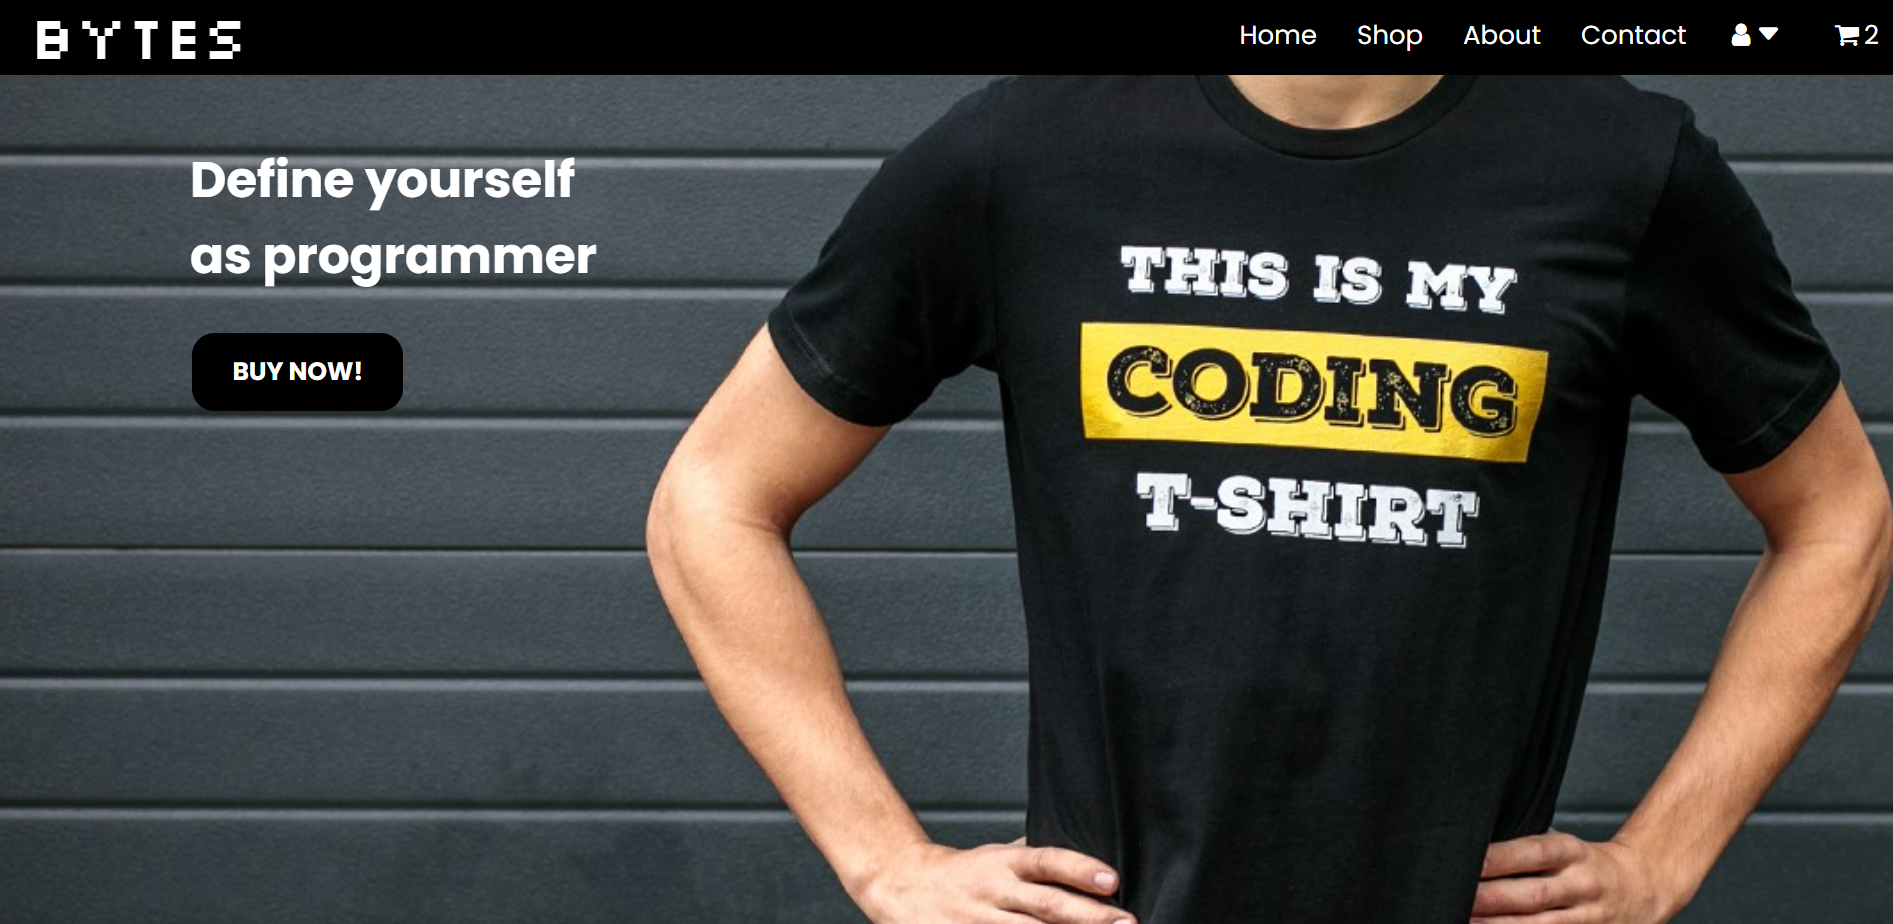 BYTES
Home Shop About Contact 2
Define yourself
as programmer
BUY NOW!
THIS IS MY
CODING
T-SHIRT